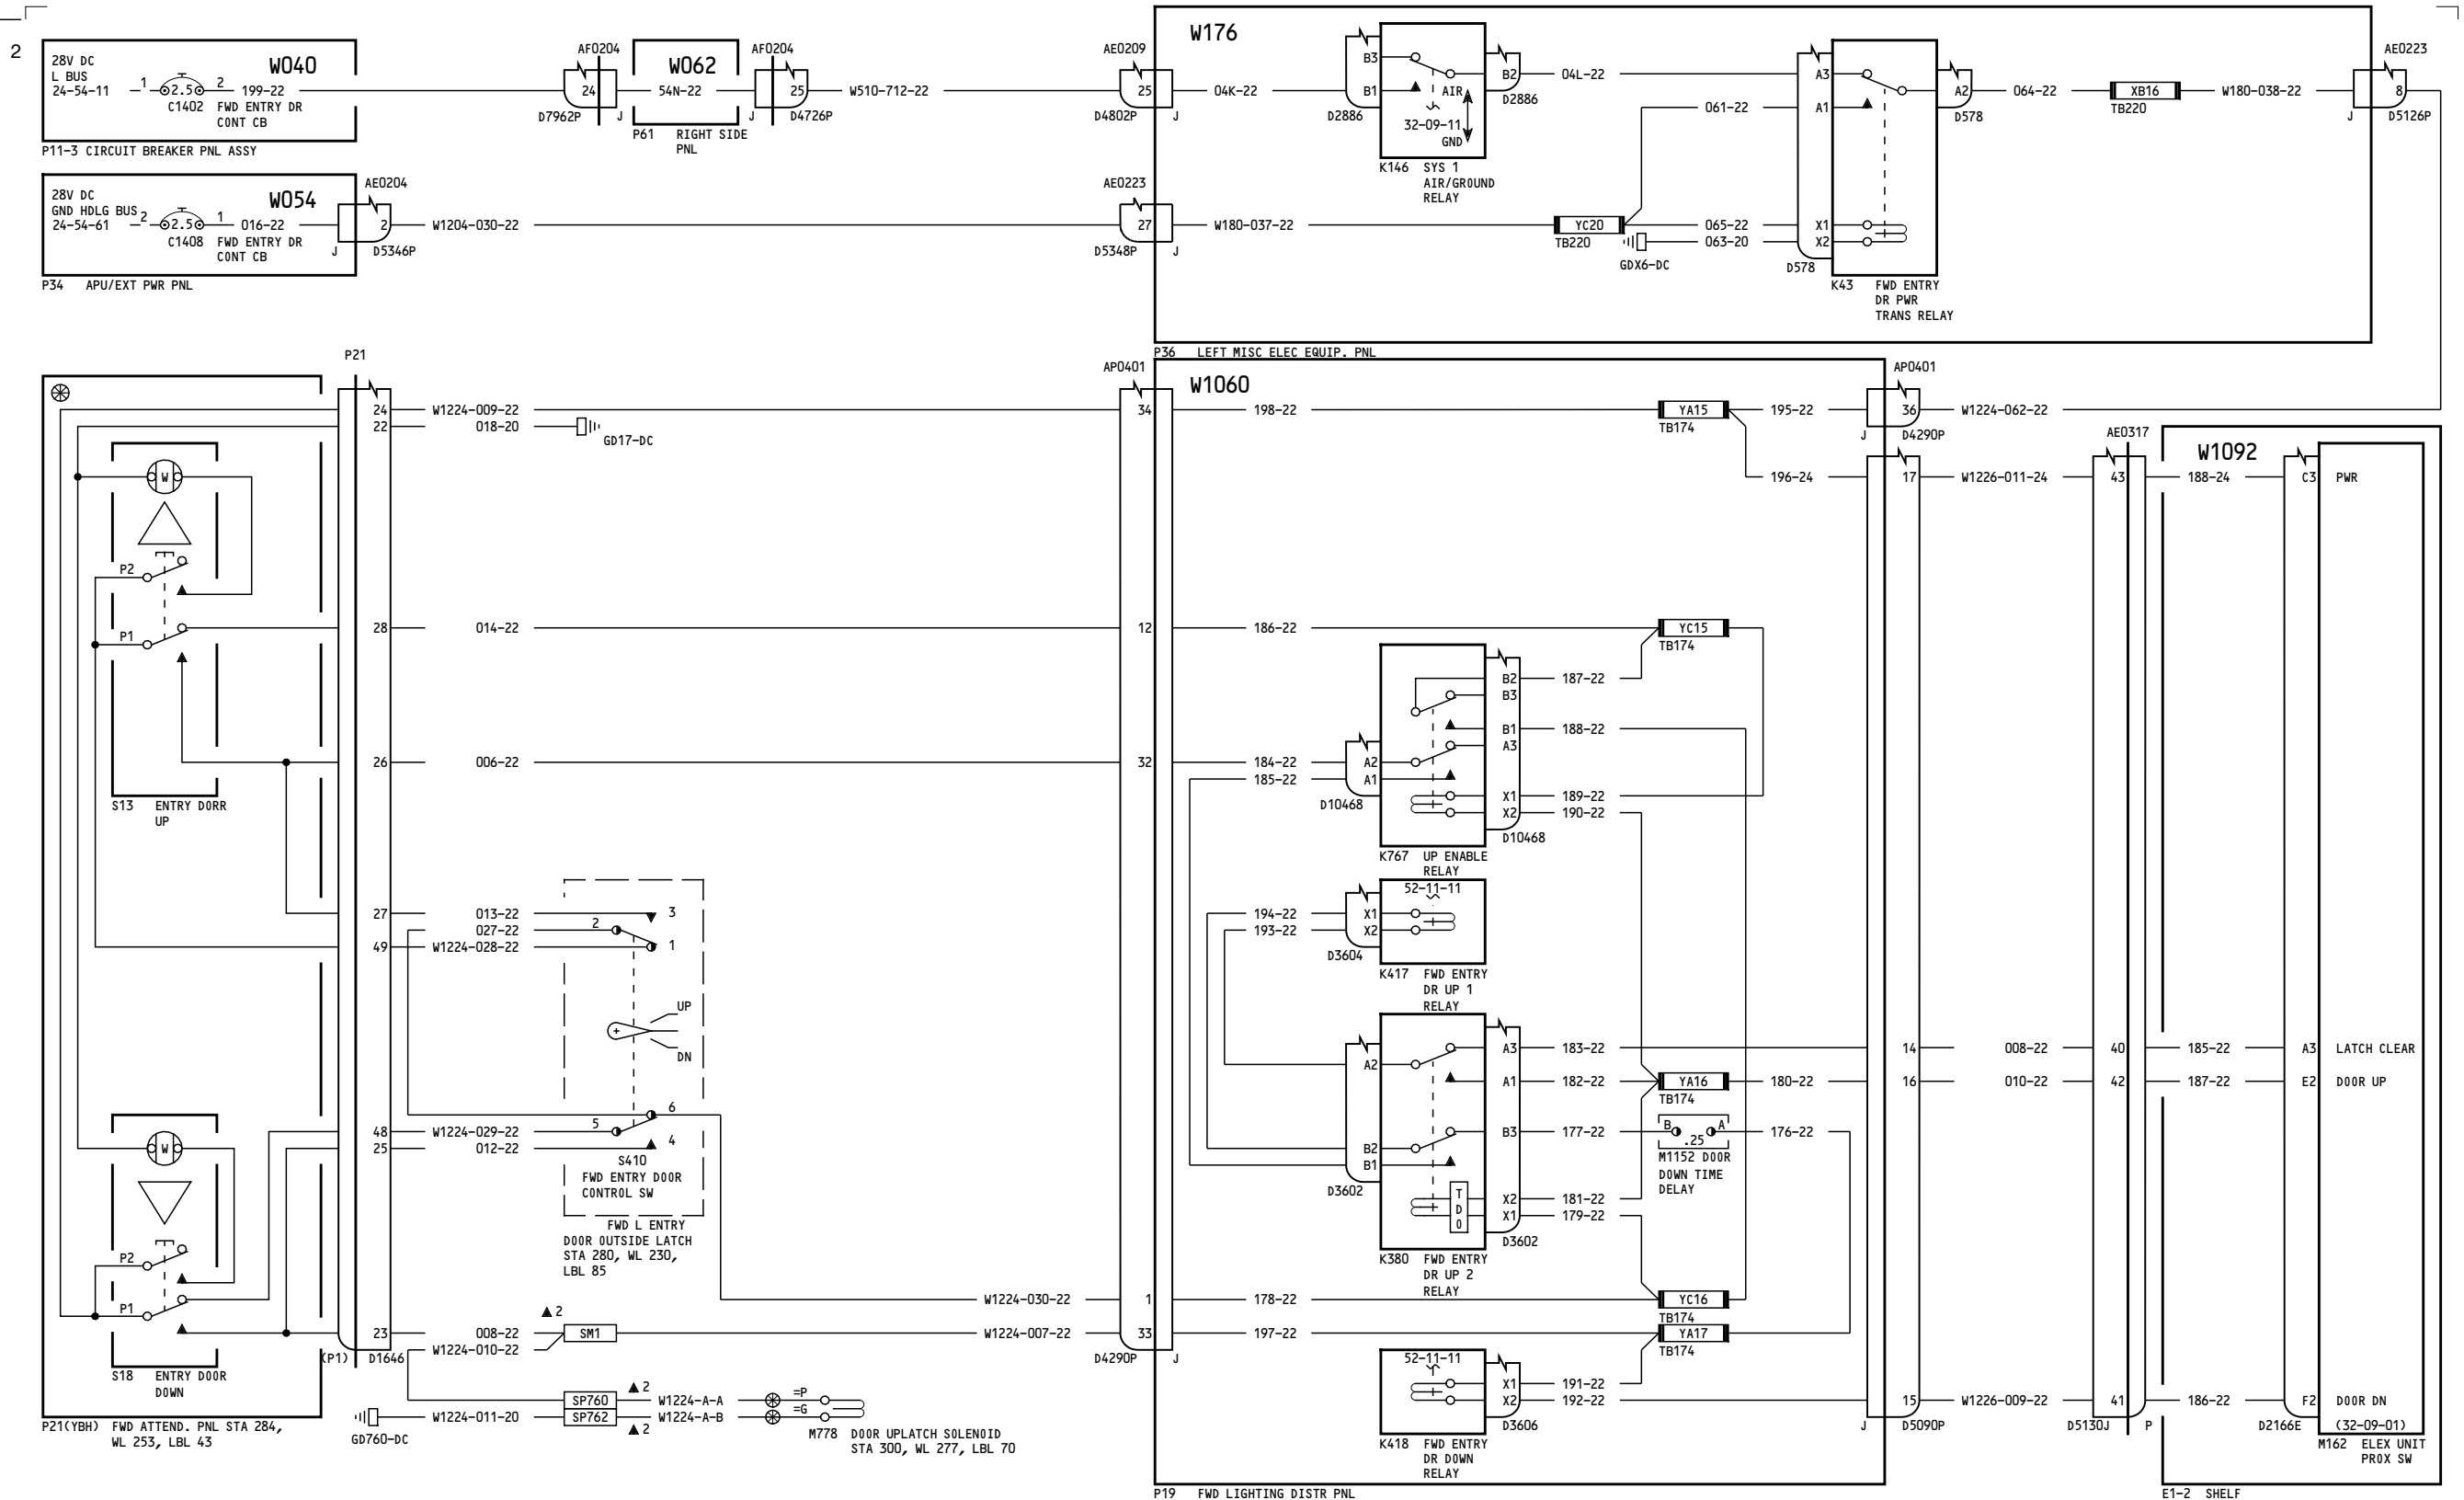 2
28V DC
L BUS
24-54-11
1
2.5
2
199-22
W040
C1402 FWD ENTRY DR
CONT CB
P11-3 CIRCUIT BREAKER PNL ASSY
AF0204
24
D7962P
J
W062
54N-22
P61 RIGHT SIDE
PNL
AF0204
25
J
D4726P
W510-712-22
AE0209
25
D4802P
J
28V DC
GND HDLG BUS
24-54-61
2
2.5
1
016-22
W054
C1408 FWD ENTRY DR
CONT CB
P34 APU/EXT PWR PNL
AE0204
2
J
D5346P
W1204-030-22
AE0223
27
D5348P
J
W176
04K-22
B3
B1
D2886
AIR
32-09-11
GND
B2
D2886
K146 SYS 1
AIR/GROUND
RELAY
04L-22
061-22
W180-037-22
YC20
TB220
065-22
063-20
GDX6-DC
A3
A1
X1
X2
D578
A2
D578
K43 FWD ENTRY
DR PWR
TRANS RELAY
064-22
XB16
TB220
W180-038-22
AE0223
8
J
D5126P
P36 LEFT MISC ELEC EQUIP. PNL
P21
24
22
28
26
27
49
48
25
23
(P1)
D1646
W
P2
P1
S13 ENTRY DORR
UP
W
P2
P1
S18 ENTRY DOOR
DOWN
P21(YBH) FWD ATTEND. PNL STA 284,
WL 253, LBL 43
W1224-009-22
018-20
GD17-DC
014-22
006-22
013-22
027-22
W1224-028-22
3
2
1
UP
DN
6
5
4
W1224-029-22
012-22
S410
FWD ENTRY DOOR
CONTROL SW
FWD L ENTRY
DOOR OUTSIDE LATCH
STA 280, WL 230,
LBL 85
008-22
W1224-010-22
2
SM1
W1224-030-22
W1224-007-22
SP760
SP762
2
2
W1224-A-A
W1224-A-B
=P
=G
W1224-011-20
GD760-DC
M778 DOOR UPLATCH SOLENOID
STA 300, WL 277, LBL 70
AP0401
34
12
32
1
33
D4290P
J
W1060
198-22
YA15
TB174
195-22
196-24
186-22
YC15
TB174
184-22
185-22
A2
A1
D10468
B2
B3
B1
A3
X1
X2
D10468
187-22
188-22
189-22
190-22
K767 UP ENABLE
RELAY
194-22
193-22
X1
X2
D3604
52-11-11
K417 FWD ENTRY
DR UP 1
RELAY
A2
B2
B1
D3602
A3
A1
B3
X2
X1
D3602
T
D
O
183-22
182-22
177-22
181-22
179-22
K380 FWD ENTRY
DR UP 2
RELAY
YA16
TB174
180-22
B
A
.25
176-22
M1152 DOOR
DOWN TIME
DELAY
178-22
YC16
TB174
197-22
YA17
TB174
52-11-11
X1
X2
D3606
191-22
192-22
K418 FWD ENTRY
DR DOWN
RELAY
P19 FWD LIGHTING DISTR PNL
AP0401
36
J
D4290P
W1224-062-22
17
14
16
15
J
D5090P
W1226-011-24
008-22
010-22
W1226-009-22
AE0317
43
40
42
41
D5130J
P
W1092
188-24
185-22
187-22
186-22
C3
A3
E2
F2
D2166E
PWR
LATCH CLEAR
DOOR UP
DOOR DN
(32-09-01)
M162 ELEX UNIT
PROX SW
E1-2 SHELF